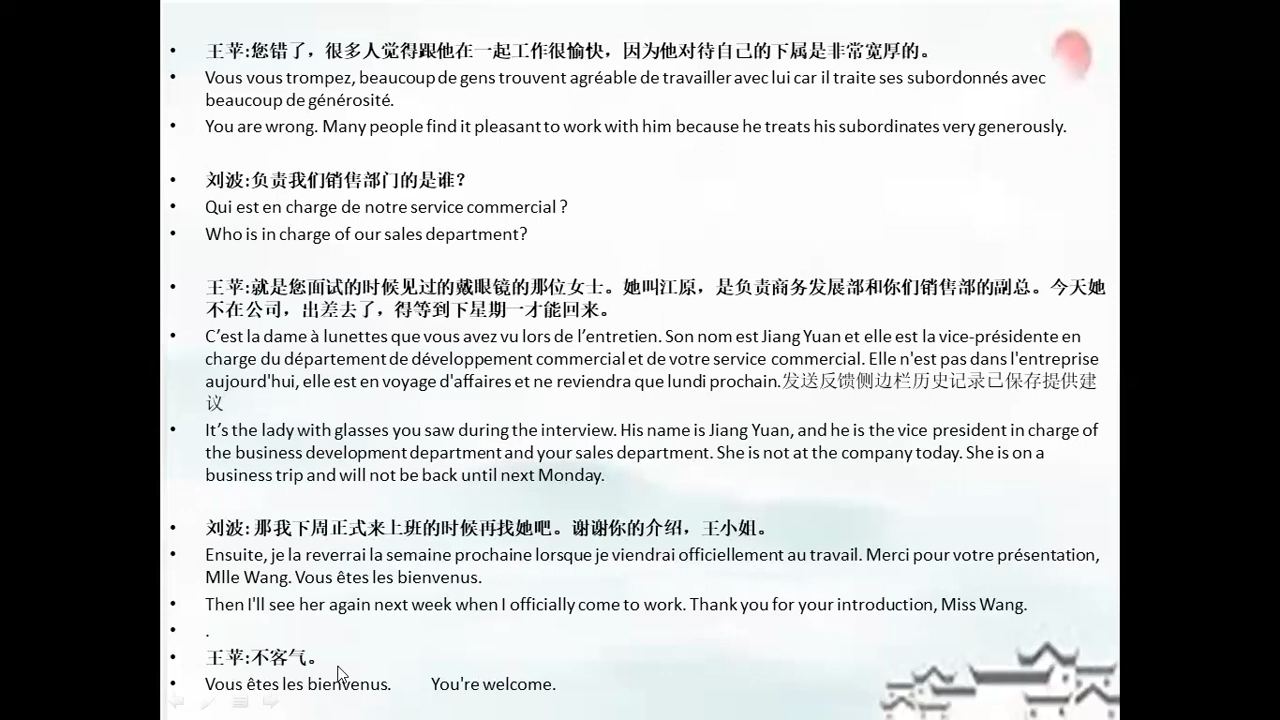 • 王苹:您错了，很多人觉得跟他在一起工作很愉快，因为他对待自己的下属是非常宽厚的。
• Vous vous trompez, beaucoup de gens trouvent agréable de travailler avec lui car il traite ses subordonnés avec
beaucoup de générosité.
• You are wrong. Many people find it pleasant to work with him because he treats his subordinates very generously.
• 刘波:负责我们销售部门的是谁？
• Qui est en charge de notre service commercial ?
• Who is in charge of our sales department?
• 王苹:就是您面试的时候见过的戴眼镜的那位女士。她叫江原，是负责商务发展部和你们销售部的副总。今天她
不在公司，出差去了，得等到下星期一才能回来。
• C’est la dame à lunettes que vous avez vu lors de l’entretien. Son nom est Jiang Yuan et elle est la vice-présidente en
charge du département de développement commercial et de votre service commercial. Elle n'est pas dans l'entreprise
aujourd'hui, elle est en voyage d'affaires et ne reviendra que lundi prochain.发送反馈侧边栏历史记录已保存提供建
议
• It’s the lady with glasses you saw during the interview. His name is Jiang Yuan, and he is the vice president in charge of
the business development department and your sales department. She is not at the company today. She is on a
business trip and will not be back until next Monday.
• 刘波: 那我下周正式来上班的时候再找她吧。谢谢你的介绍，王小姐。
• Ensuite, je la reverrai la semaine prochaine lorsque je viendrai officiellement au travail. Merci pour votre présentation,
Mlle Wang. Vous êtes les bienvenus.
• Then I'll see her again next week when I officially come to work. Thank you for your introduction, Miss Wang.
• .
• 王苹:不客气。
• Vous êtes les bienvenus. You're welcome.